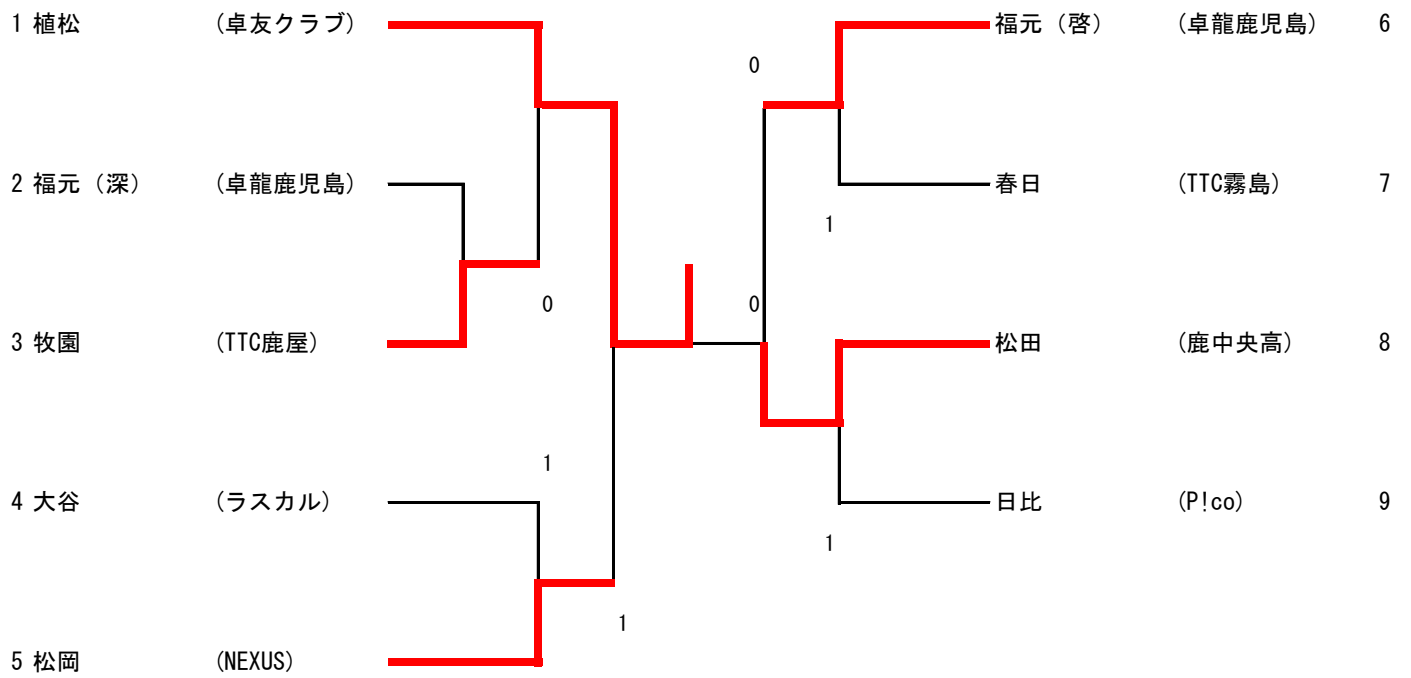 1 植松 (卓友クラブ) 福元（啓） (卓龍鹿児島) 6
0
2 福元（深） (卓龍鹿児島) 春日 (TTC霧島) 7
1
0 0
3 牧園 (TTC鹿屋) 松田 (鹿中央高) 8
1
4 大谷 (ラスカル) 日比 (P!co) 9
1
1
5 松岡 (NEXUS)